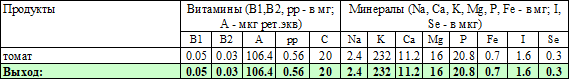 Продукты Витамины (B1,B2, pp - в мг; Минералы (Na, Ca, K, Mg, P, Fe - в мг; I,
А - мкг рет.экв) Se - в мкг)
B1 B2 A pp C Na K Ca Mg P Fe I Se
томат 0.05 0.03 106.4 0.56 20 2.4 232 11.2 16 20.8 0.7 1.6 0.3
Выход: 0.05 0.03 106.4 0.56 20 2.4 232 11.2 16 20.8 0.7 1.6 0.3